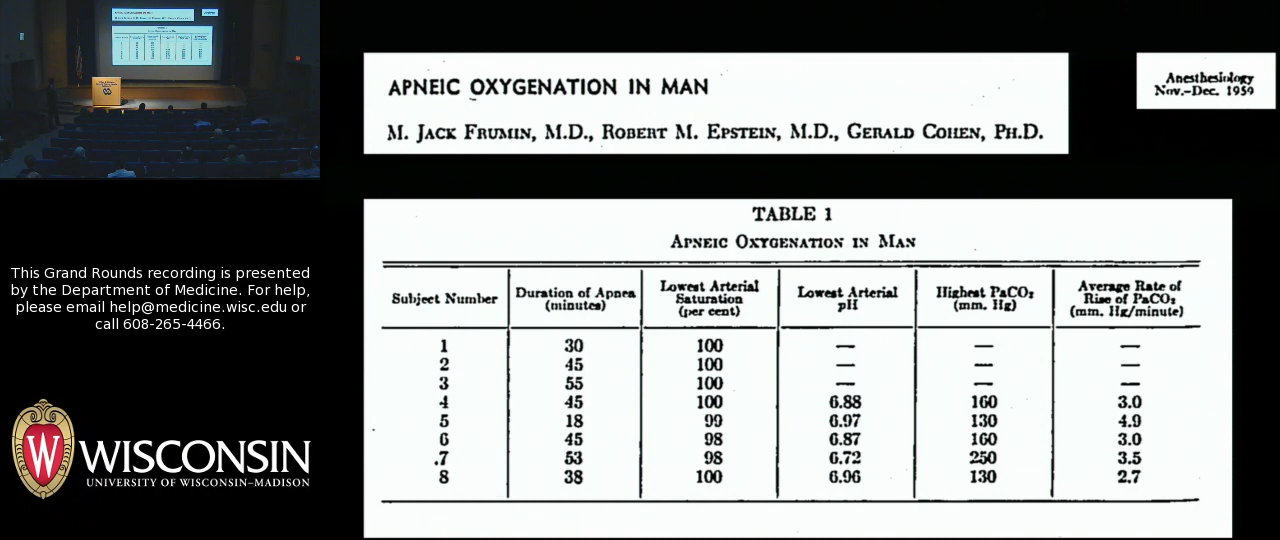 APNEIC OXYGENATION IN MAN
M. JACK FRUMIN, M.D., ROBERT M. EPSTEIN, M.D., GERALD COHEN, PH.D.
Anesthesiology
Nov.-Dec. 1959
TABLE 1
APNEIC OXYGENATION IN MAN
Subject Number | Duration of Apnea (minutes) | Lowest Arterial Saturation (per cent) | Lowest Arterial pH | Highest PaCO₂ (mm. Hg) | Average Rate of Rise of PaCO₂ (mm. Hg/minute)
1 30 100 — — —
2 45 100 — — —
3 55 100 — — —
4 45 100 6.88 160 3.0
5 18 99 6.97 130 4.9
6 45 98 6.87 160 3.0
.7 53 98 6.72 250 3.5
8 38 100 6.96 130 2.7
This Grand Rounds recording is presented
by the Department of Medicine. For help,
please email help@medicine.wisc.edu or
call 608-265-4466.
W
WISCONSIN
UNIVERSITY OF WISCONSIN–MADISON